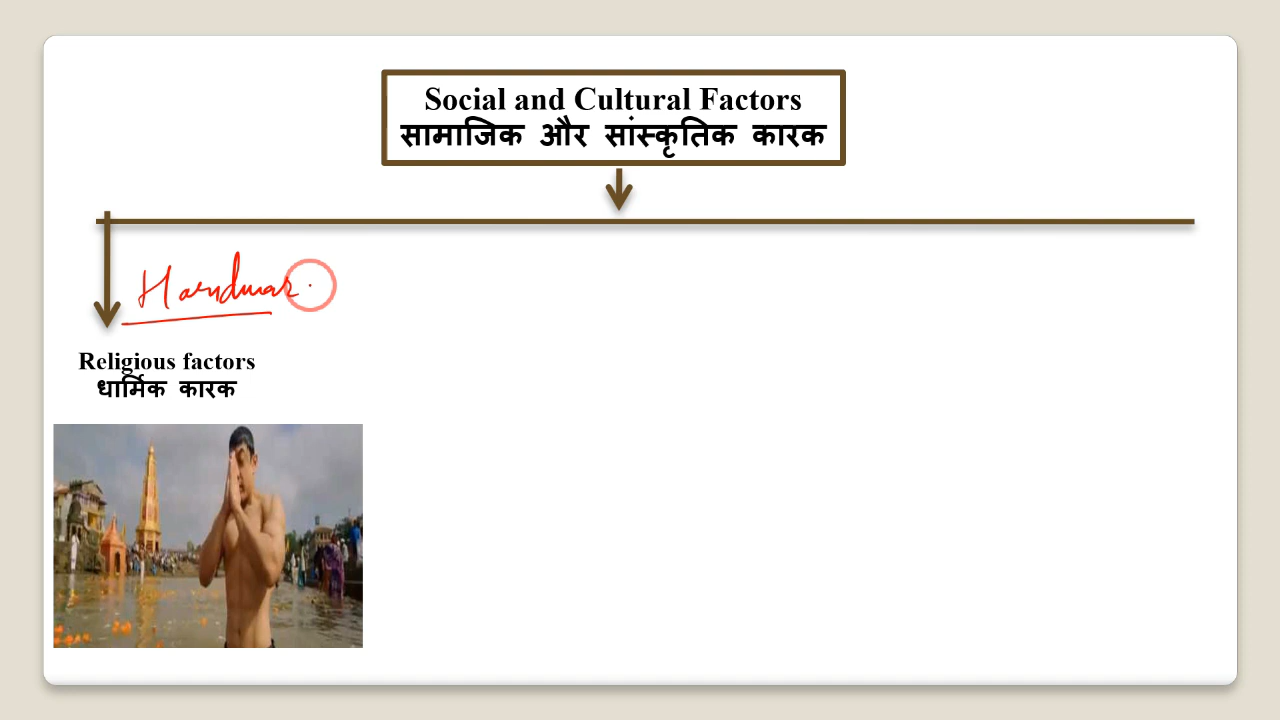 Social and Cultural Factors
सामाजिक और सांस्कृतिक कारक
Haridwar
Religious factors
धार्मिक कारक